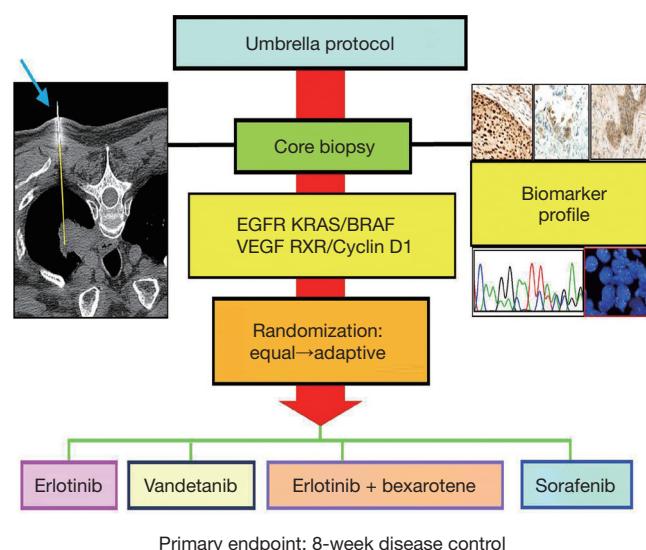 Umbrella protocol
Core biopsy
EGFR KRAS/BRAF
VEGF RXR/Cyclin D1
Biomarker
profile
Randomization:
equal→adaptive
Erlotinib
Vandetanib
Erlotinib + bexarotene
Sorafenib
Primary endpoint: 8-week disease control